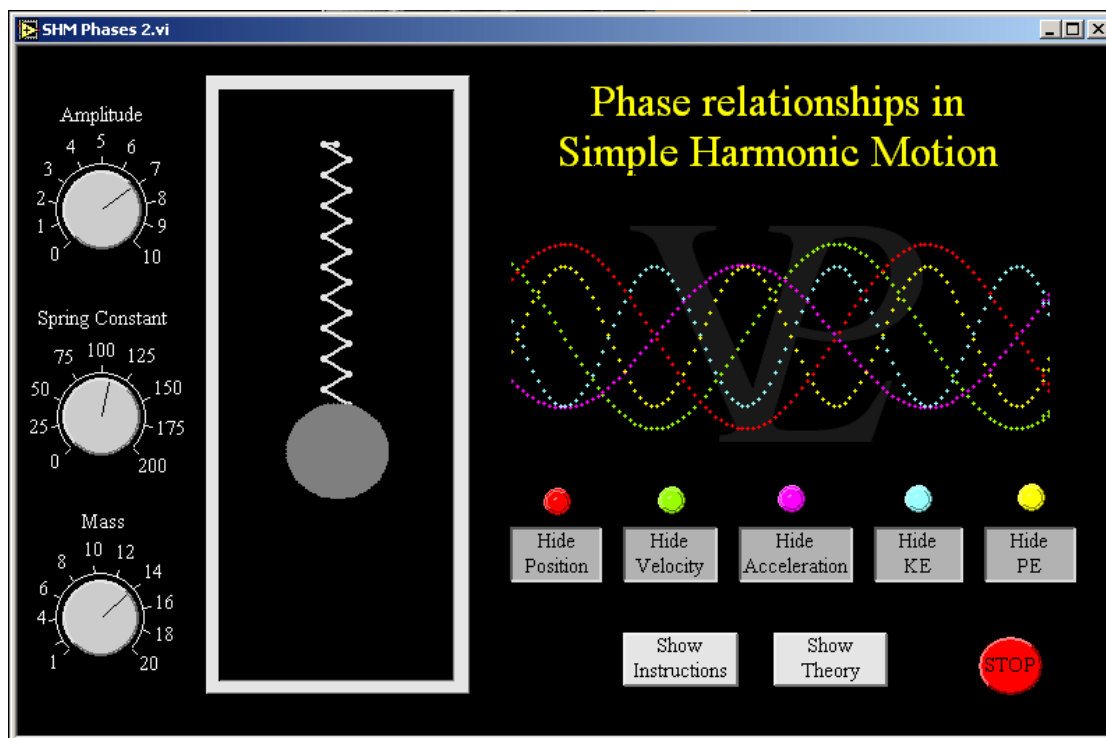 SHM Phases 2.vi
Phase relationships in
Simple Harmonic Motion
Amplitude
0 1 2 3 4 5 6 7 8 9 10
Spring Constant
0 25 50 75 100 125 150 175 200
Mass
1 4 6 8 10 12 14 16 18 20
VPL
Hide
Position
Hide
Velocity
Hide
Acceleration
Hide
KE
Hide
PE
Show
Instructions
Show
Theory
STOP